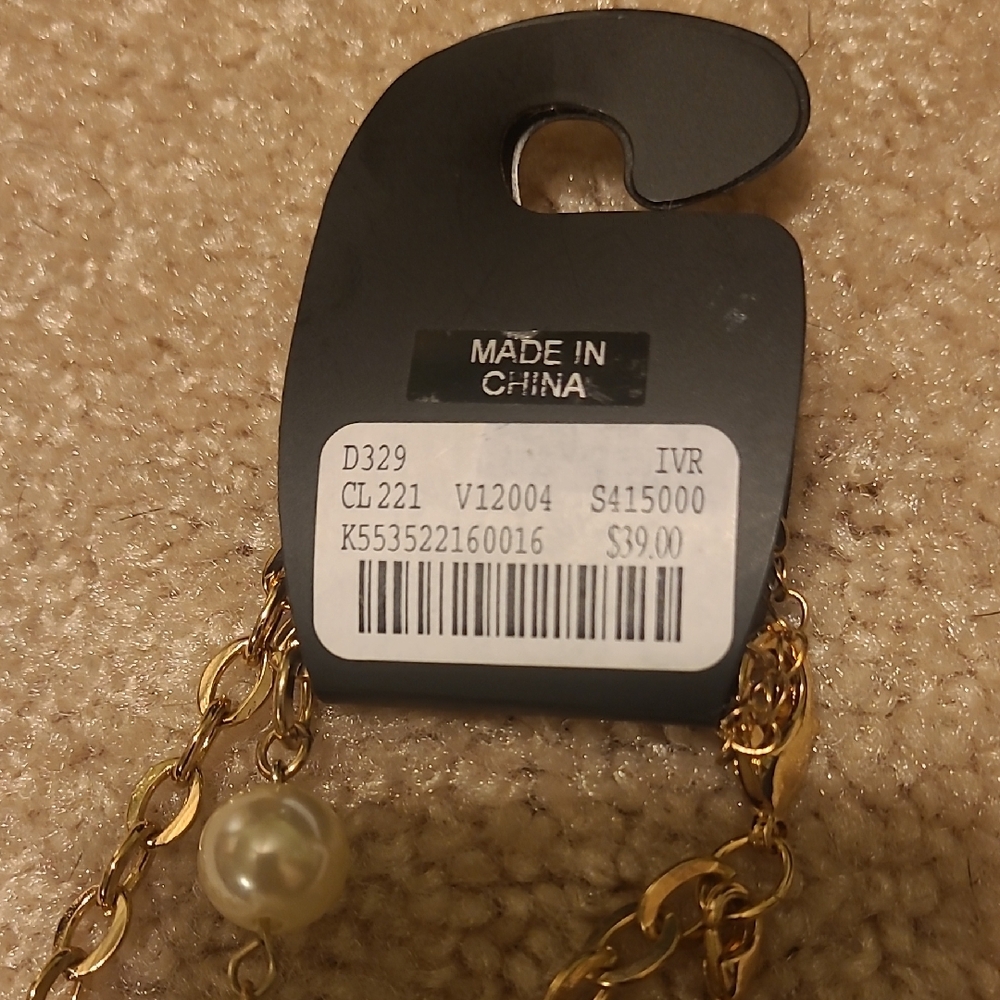 MADE IN
CHINA
D329 IVR
CL221 V12004 S415000
K553522160016 $39.00